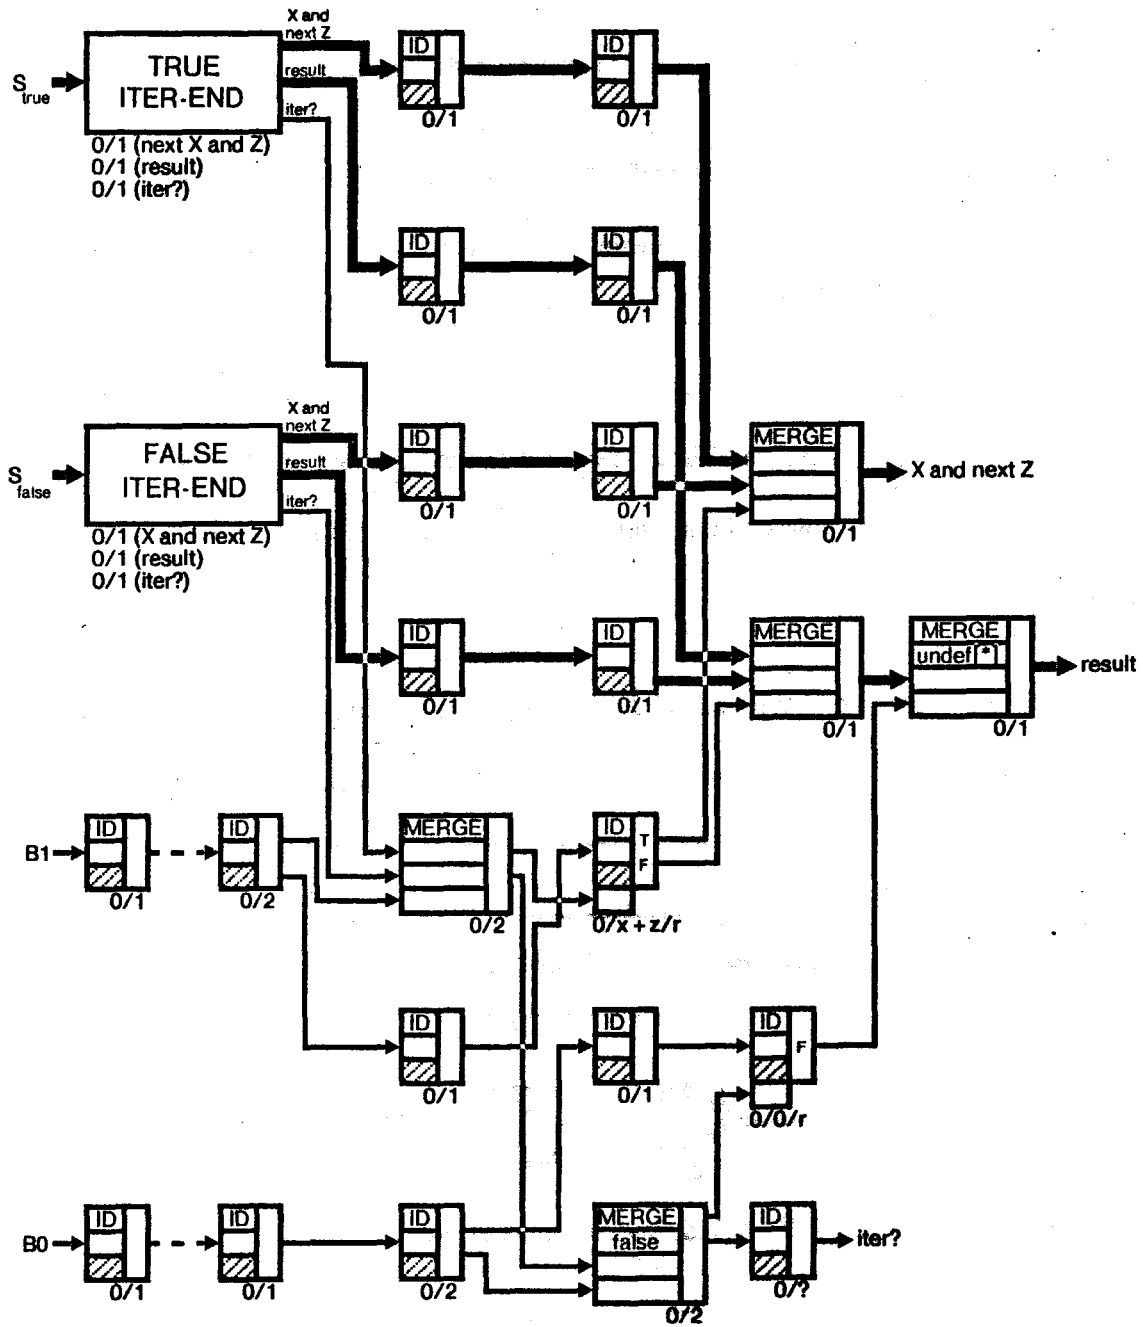 X and
next Z
TRUE
ITER-END
result
iter?
S true
0/1 (next X and Z)
0/1 (result)
0/1 (iter?)
ID
0/1
ID
0/1
ID
0/1
ID
0/1
X and
next Z
FALSE
ITER-END
result
iter?
S false
0/1 (X and next Z)
0/1 (result)
0/1 (iter?)
ID
0/1
ID
0/1
MERGE
0/1
X and next Z
ID
0/1
ID
0/1
MERGE
0/1
MERGE
undef *
0/1
result
B1
ID
0/1
ID
0/2
MERGE
0/2
ID
T
F
0/x + z/r
ID
0/1
ID
0/1
ID
F
0/0/r
B0
ID
0/1
ID
0/1
ID
0/2
MERGE
false
0/2
ID
0/?
iter?